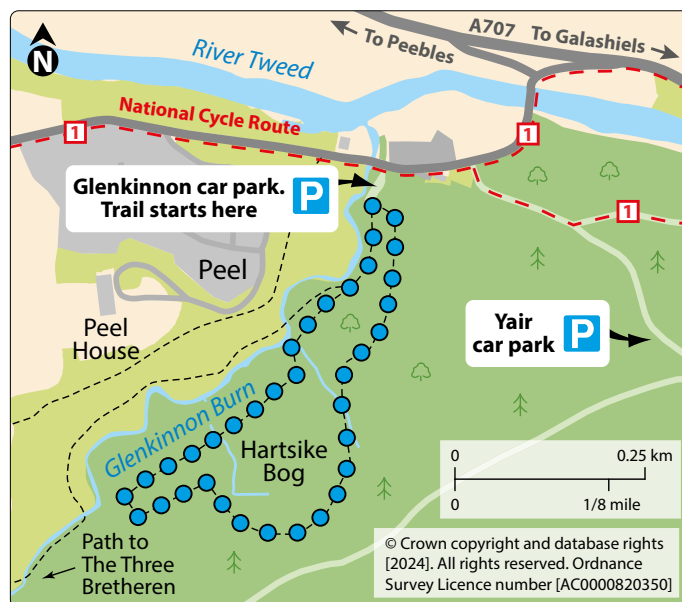 N
River Tweed
A707
To Galashiels
To Peebles
National Cycle Route
1
1
1
Glenkinnon car park.
Trail starts here
P
Peel
Peel
House
Yair
car park
P
Glenkinnon Burn
Hartsike
Bog
0
0.25 km
0
1/8 mile
Path to
The Three
Bretheren
© Crown copyright and database rights
[2024]. All rights reserved. Ordnance
Survey Licence number [AC0000820350]